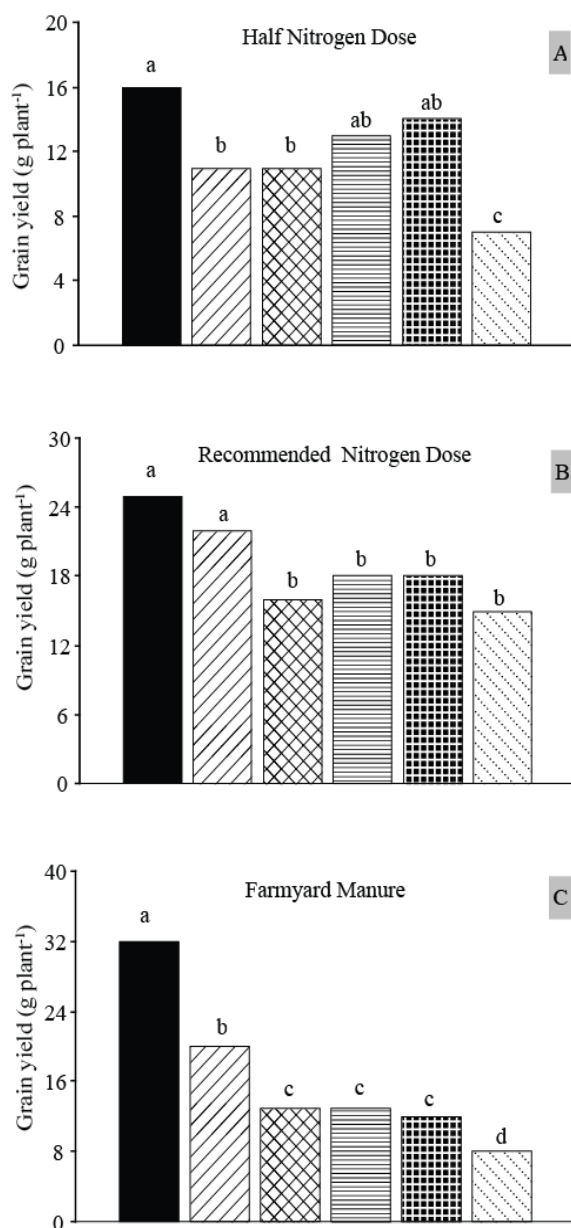 Half Nitrogen Dose
A
Grain yield (g plant-1)
20
16
12
8
4
0
a
b
b
ab
ab
c
Recommended Nitrogen Dose
B
Grain yield (g plant-1)
30
24
18
12
6
0
a
a
b
b
b
b
Farmyard Manure
C
Grain yield (g plant-1)
40
32
24
16
8
0
a
b
c
c
c
d